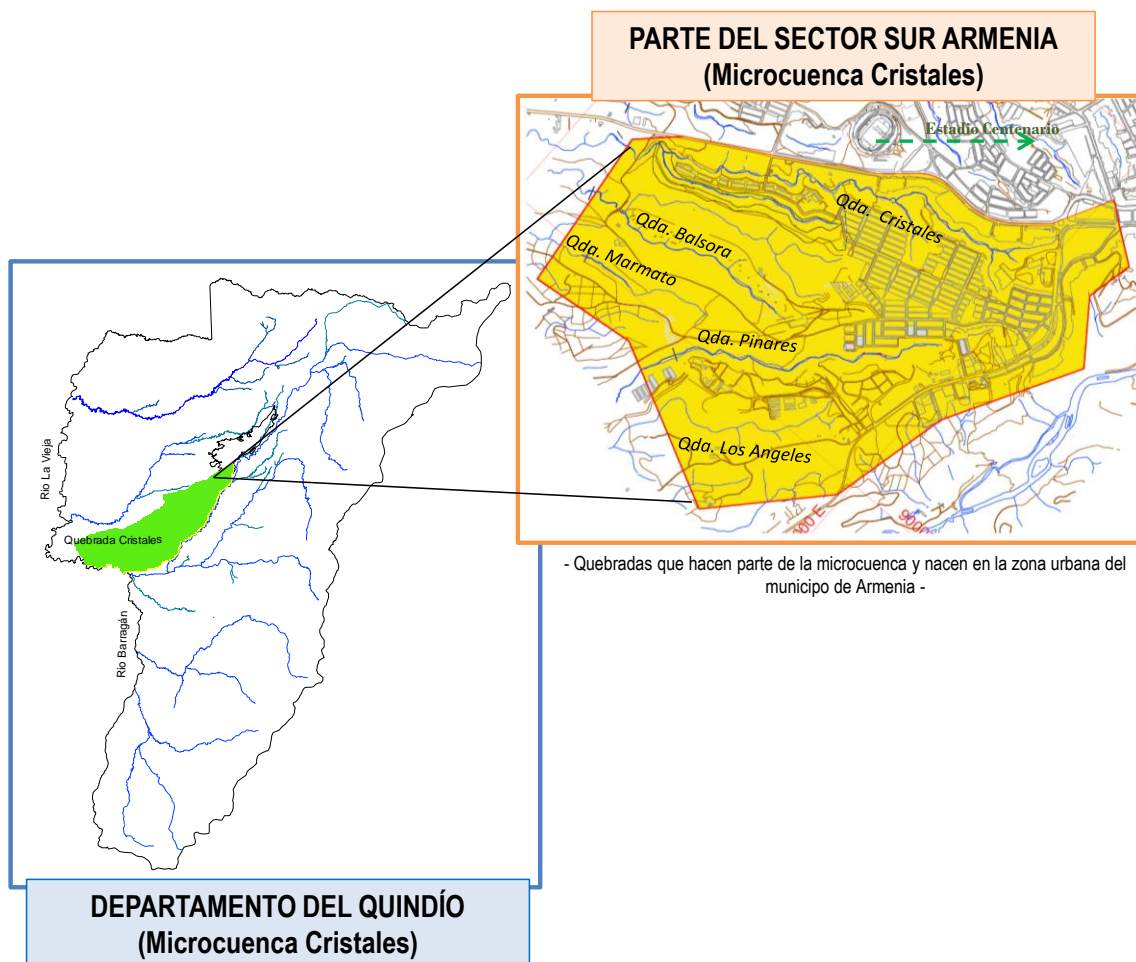 PARTE DEL SECTOR SUR ARMENIA
(Microcuenca Cristales)
Estadio Centenario
Qda. Cristales
Qda. Balsora
Qda. Marmato
Qda. Pinares
Qda. Los Angeles
- Quebradas que hacen parte de la microcuenca y nacen en la zona urbana del
municipo de Armenia -
Rio La Vieja
Quebrada Cristales
Rio Barragán
DEPARTAMENTO DEL QUINDÍO
(Microcuenca Cristales)